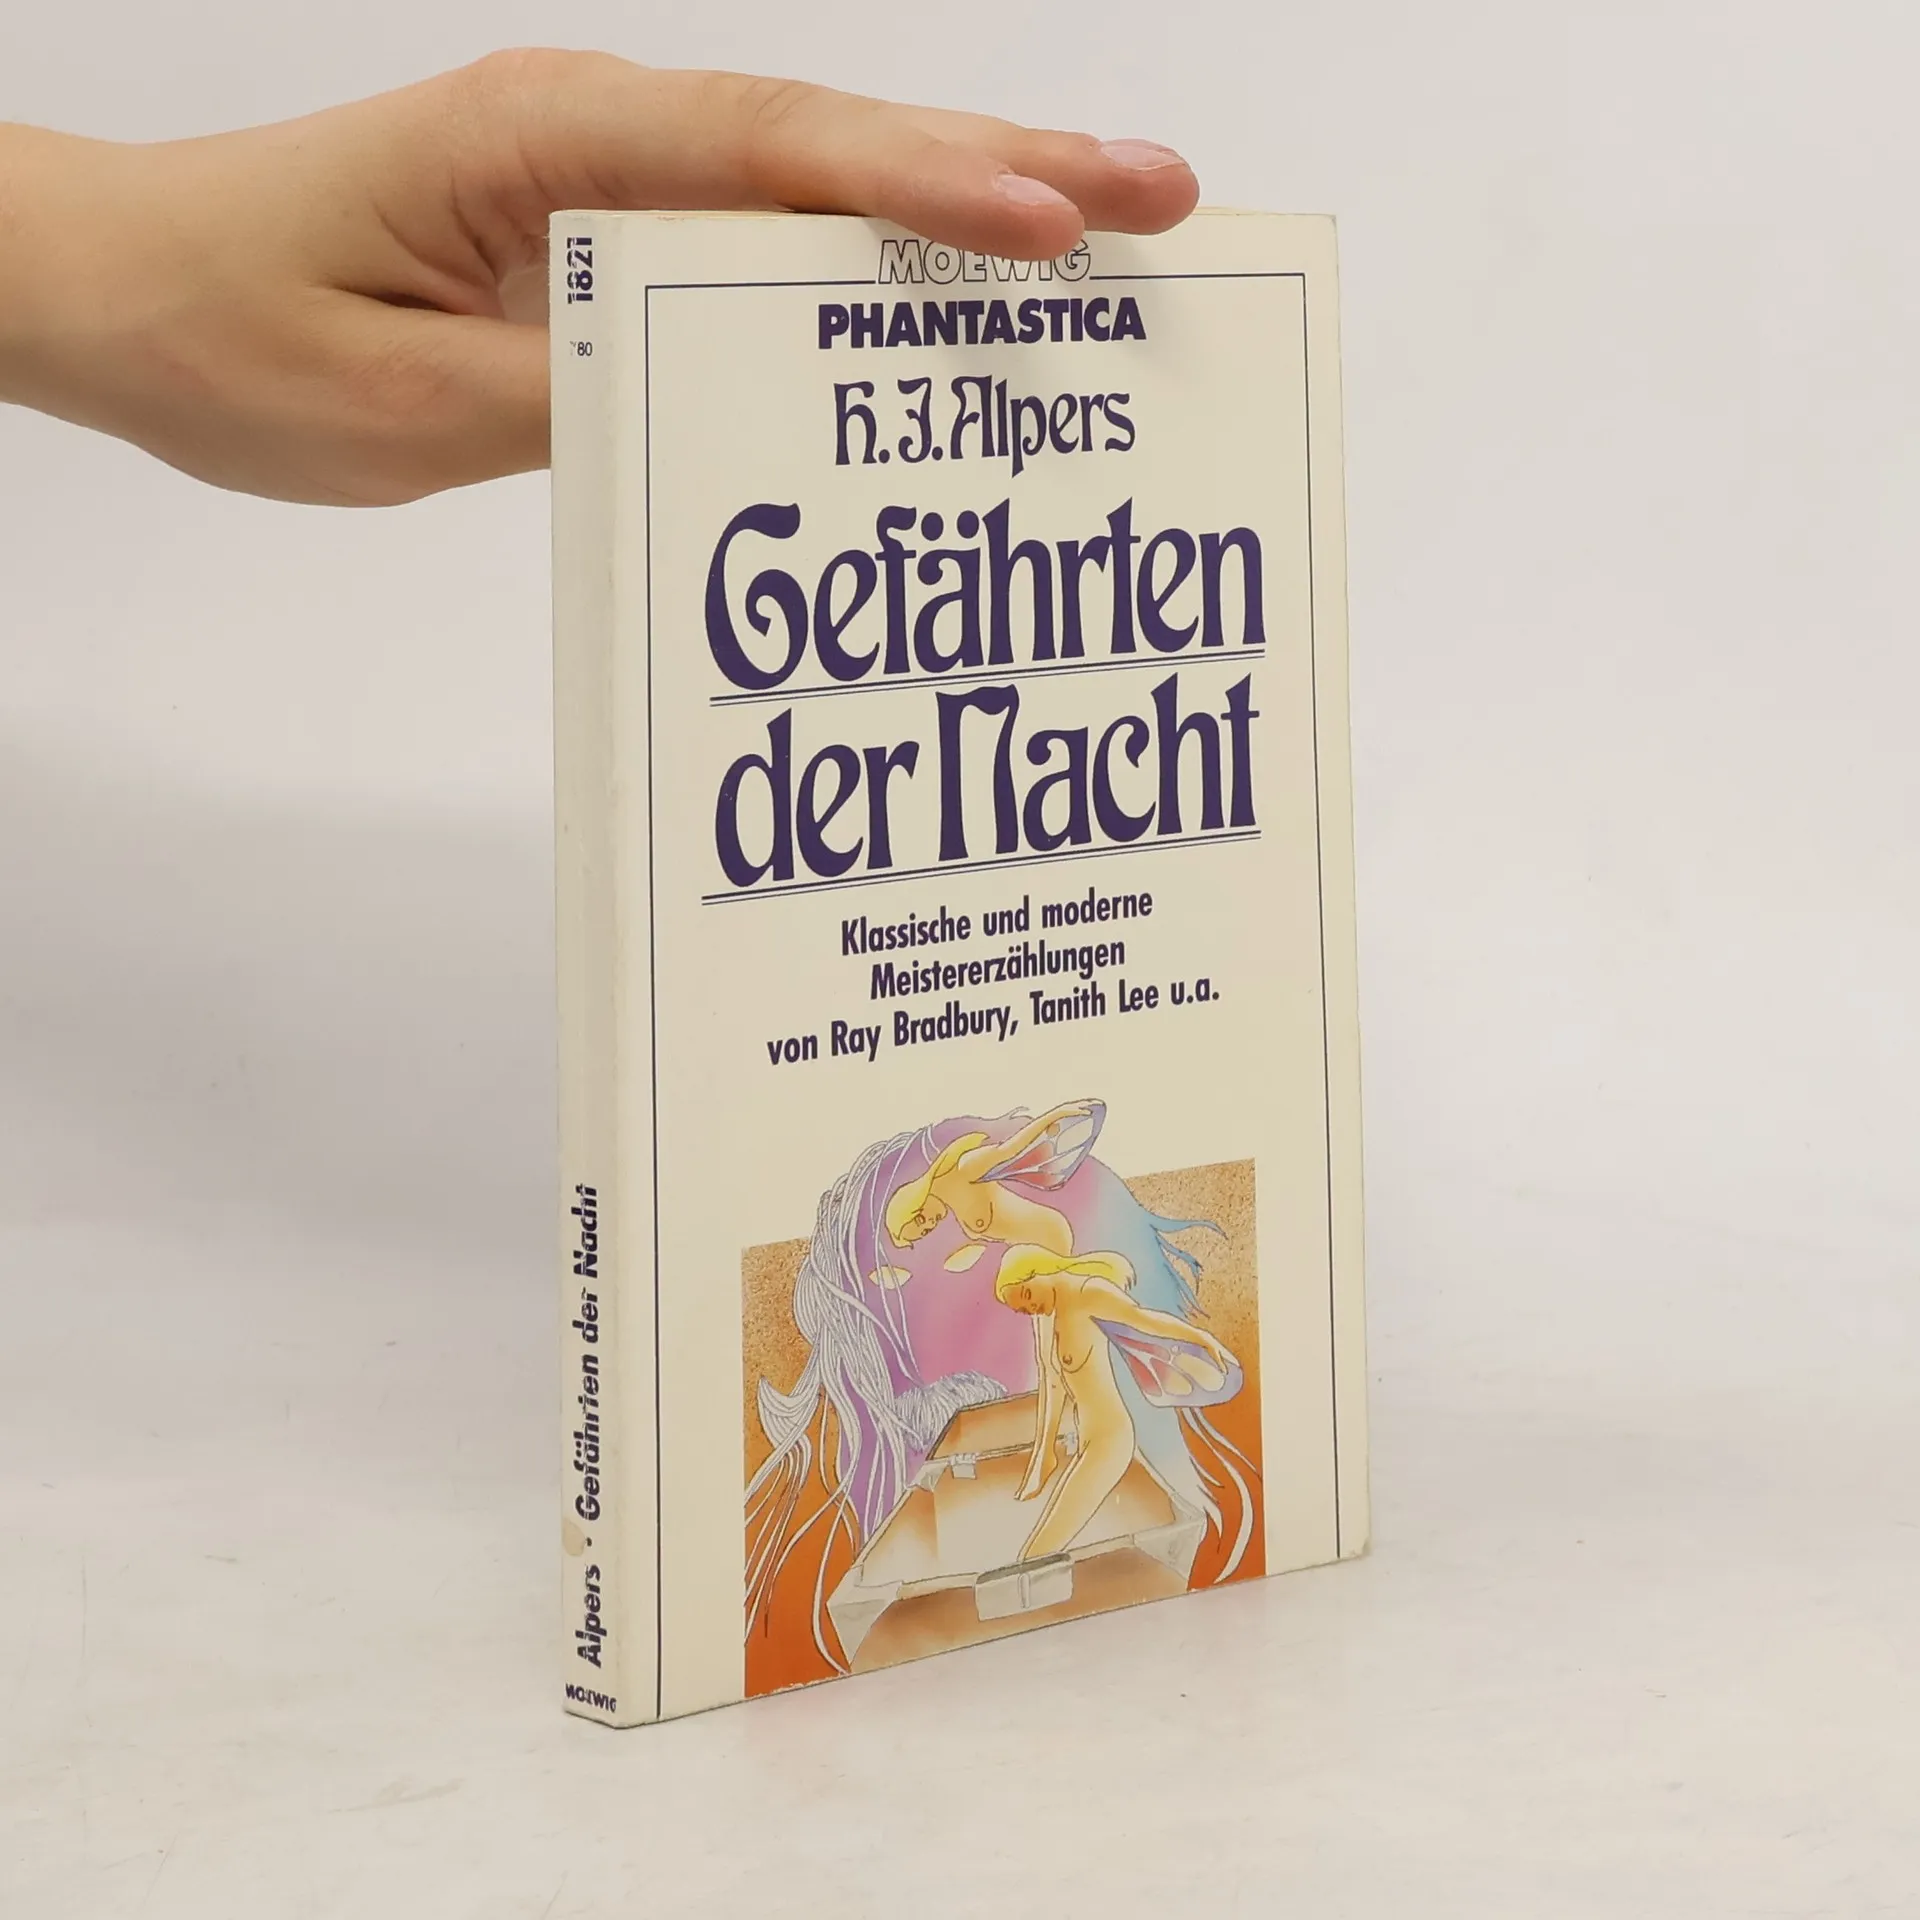 MOEWIG
PHANTASTICA
H.J. Alpers
Gefährten
der Nacht
Klassische und moderne
Meistererzählungen
von Ray Bradbury, Tanith Lee u.a.
1821
780
Alpers · Gefährten der Nacht
MOEWIG